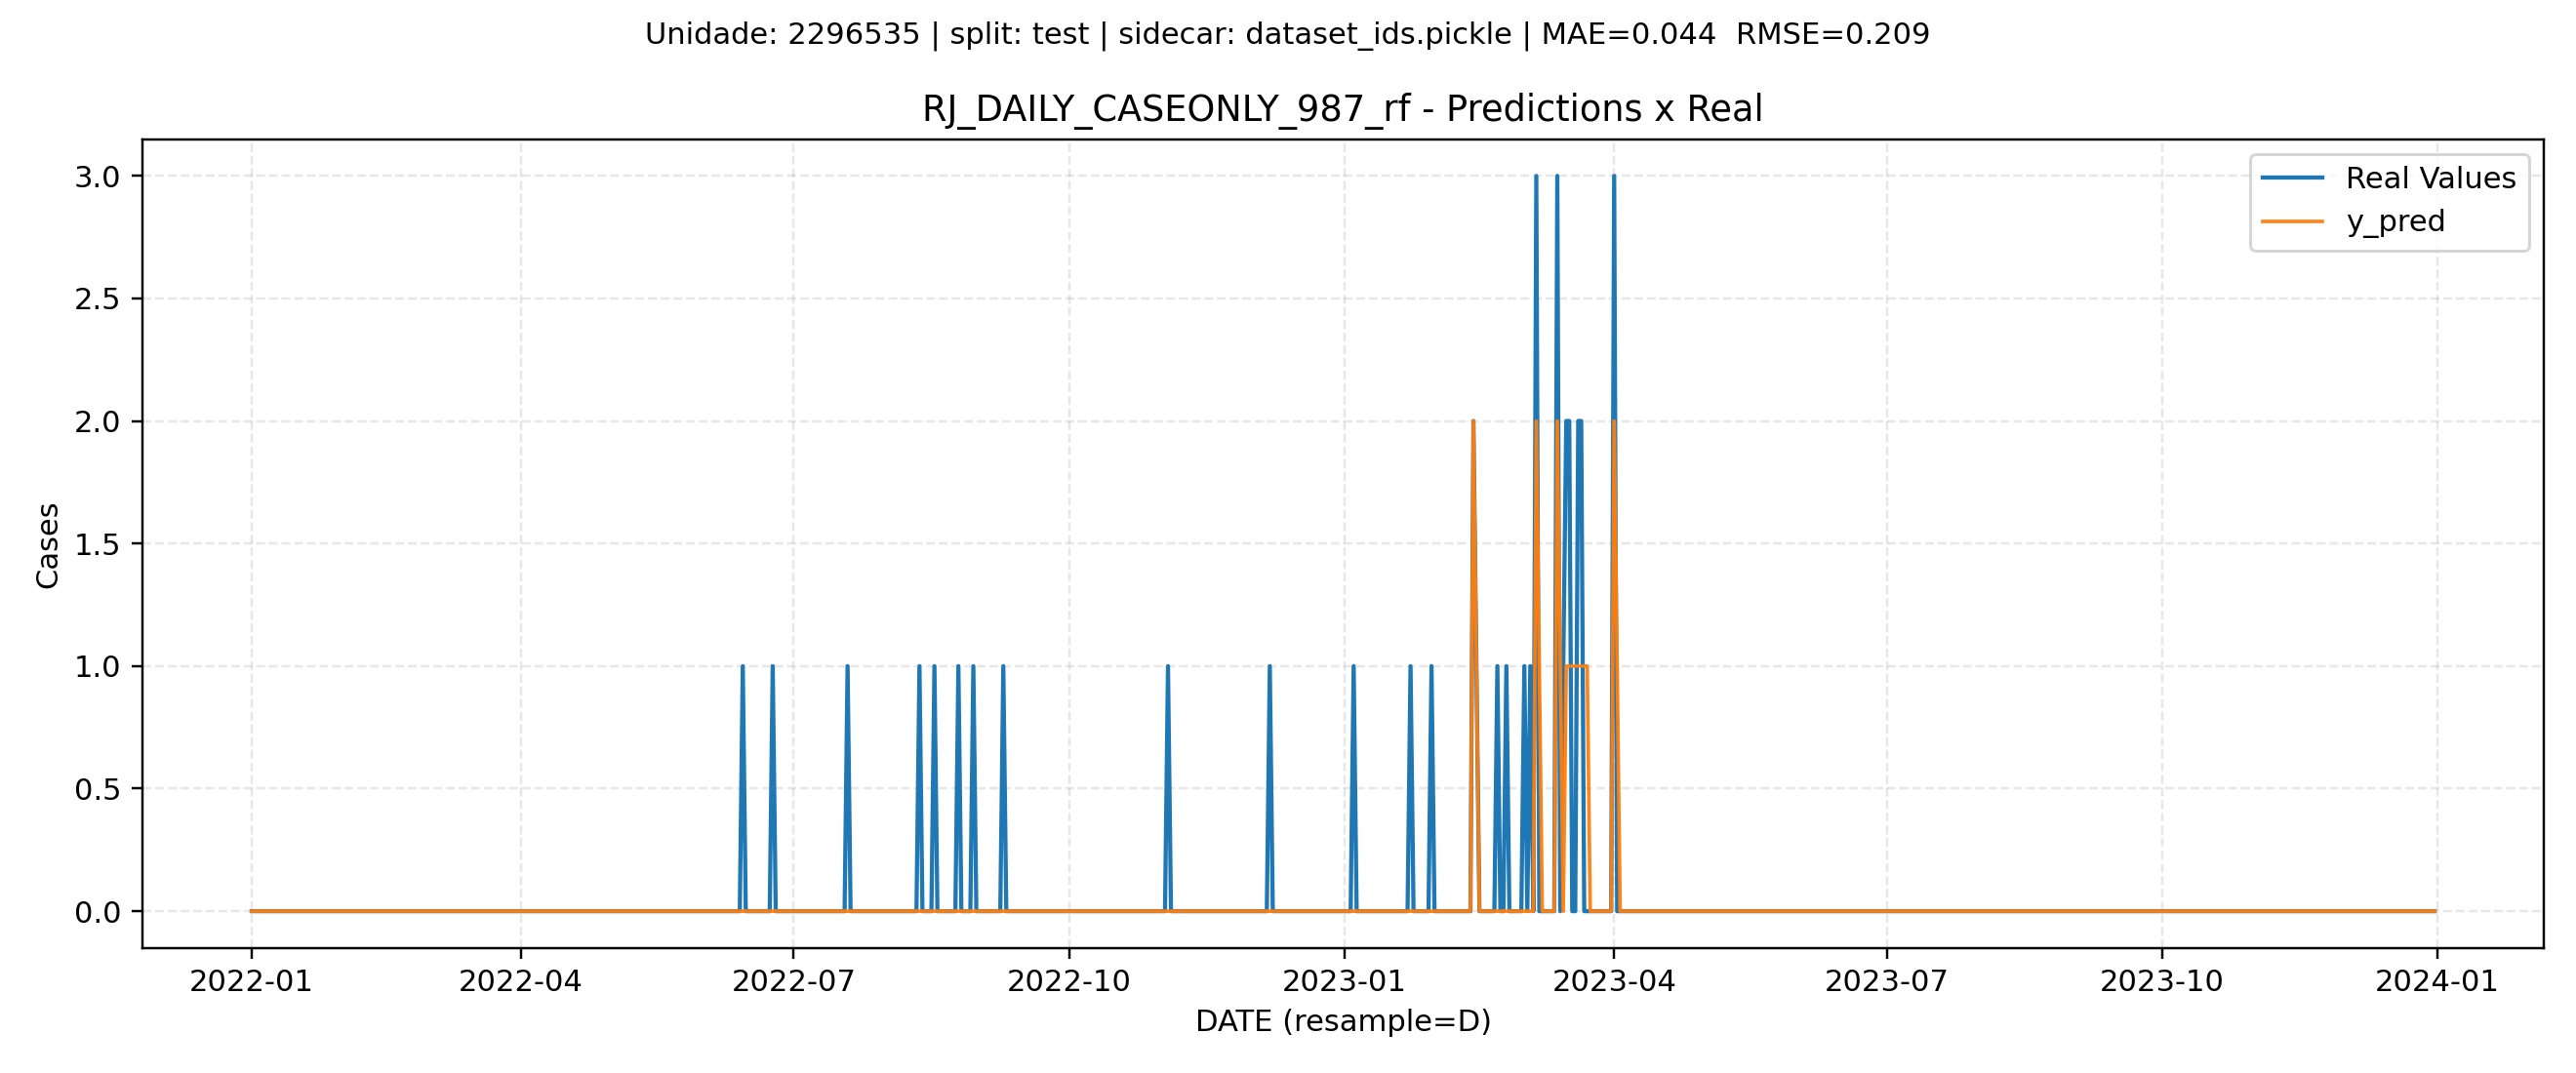 Unidade: 2296535 | split: test | sidecar: dataset_ids.pickle | MAE=0.044  RMSE=0.209
RJ_DAILY_CASEONLY_987_rf - Predictions x Real
Real Values
y_pred
Cases
3.0
2.5
2.0
1.5
1.0
0.5
0.0
2022-01 2022-04 2022-07 2022-10 2023-01 2023-04 2023-07 2023-10 2024-01
DATE (resample=D)